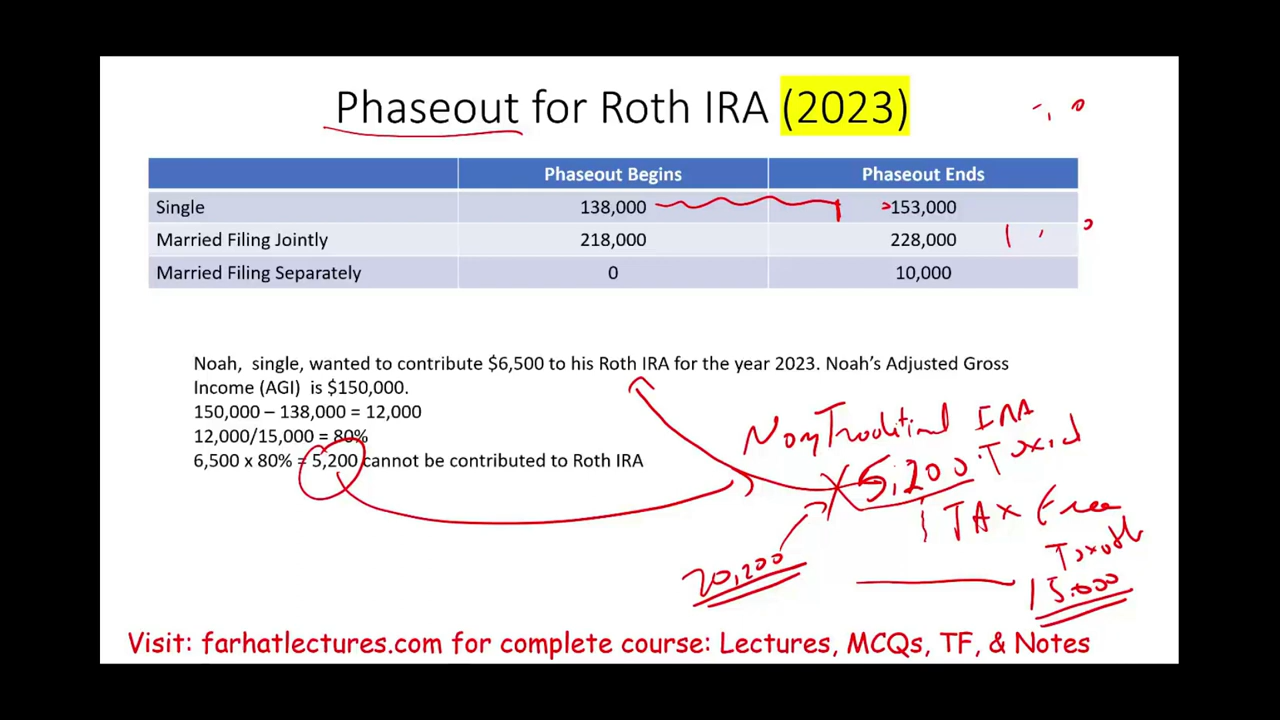 Phaseout for Roth IRA (2023)
Phaseout Begins Phaseout Ends
Single 138,000 153,000
Married Filing Jointly 218,000 228,000
Married Filing Separately 0 10,000
Noah, single, wanted to contribute $6,500 to his Roth IRA for the year 2023. Noah’s Adjusted Gross
Income (AGI) is $150,000.
150,000 – 138,000 = 12,000
12,000/15,000 = 80%
6,500 x 80% = 5,200 cannot be contributed to Roth IRA
Non Traditional IRA
5,200 Taxed
TAX Free
20,200
15,000
Visit: farhatlectures.com for complete course: Lectures, MCQs, TF, & Notes